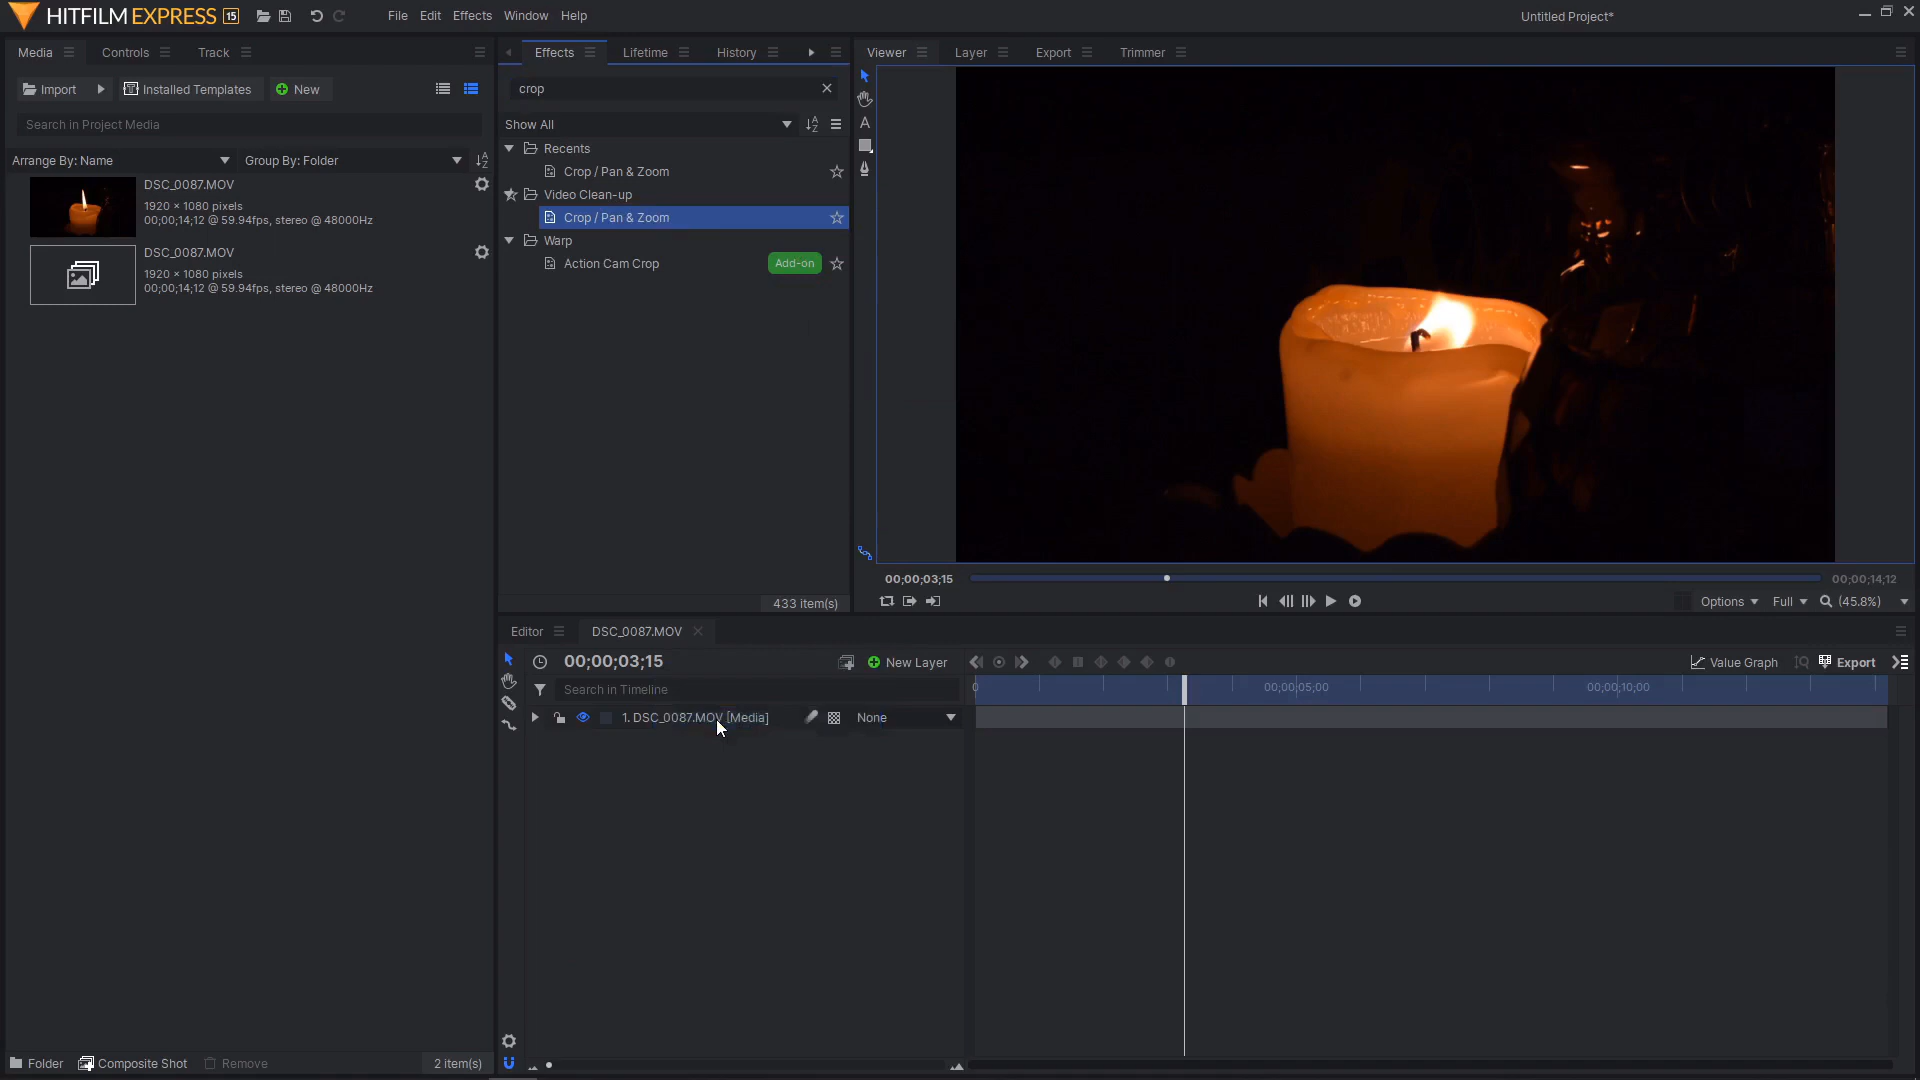 HITFILM EXPRESS 15
File Edit Effects Window Help
Untitled Project*
Media Controls Track
Effects Lifetime History
Viewer Layer Export Trimmer
Import Installed Templates New
crop
Search in Project Media
Show All
Arrange By: Name Group By: Folder
Recents
Crop / Pan & Zoom
Video Clean-up
Crop / Pan & Zoom
Warp
Action Cam Crop Add-on
DSC_0087.MOV
1920 × 1080 pixels
00;00;14;12 @ 59.94fps, stereo @ 48000Hz
DSC_0087.MOV
1920 × 1080 pixels
00;00;14;12 @ 59.94fps, stereo @ 48000Hz
433 item(s)
00;00;03;15 00;00;14;12
Options Full (45.8%)
Editor DSC_0087.MOV
00;00;03;15 New Layer Value Graph Export
Search in Timeline 0 00;00;05;00 00;00;10;00
1. DSC_0087.MOV [Media] None
Folder Composite Shot Remove 2 item(s)